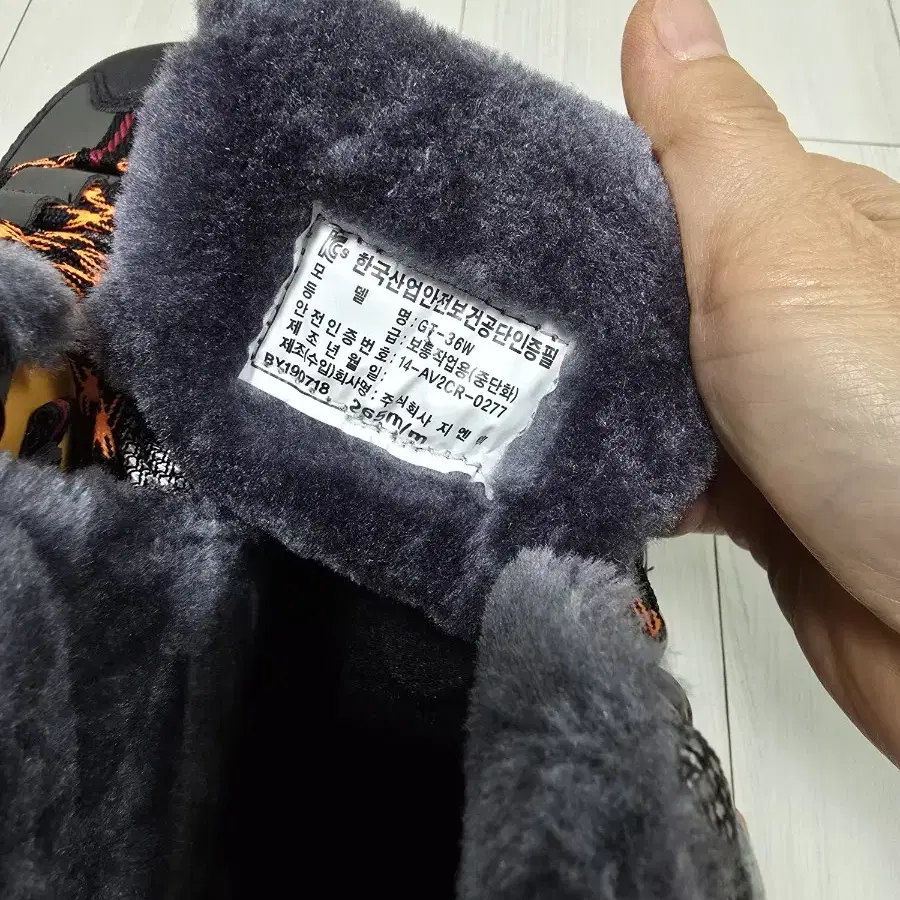 KCs 한국산업안전보건공단인증필
모 델 명 : GT-36W
등 급 : 보통작업용(중단화)
안전인증번호 : 14-AV2CR-0277
제 조 년 월 일 :
제조(수입)회사명 : 주식회사 지엔
BY190718 265m/m